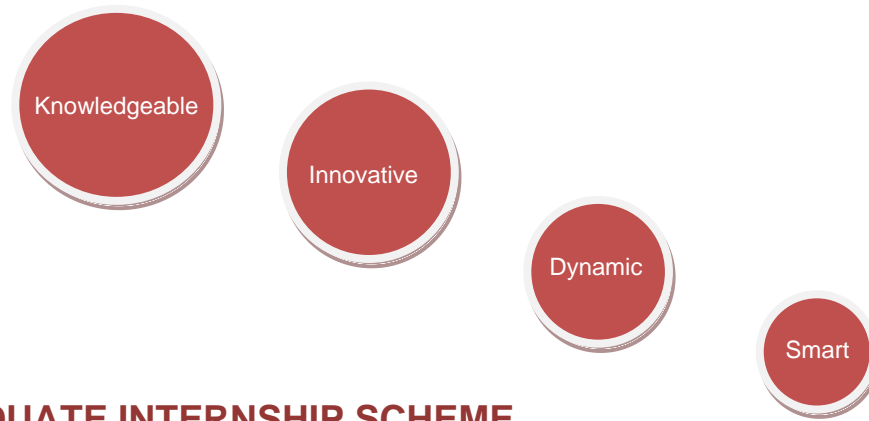 Knowledgeable
Innovative
Dynamic
Smart
INTERNSHIP SCHEME